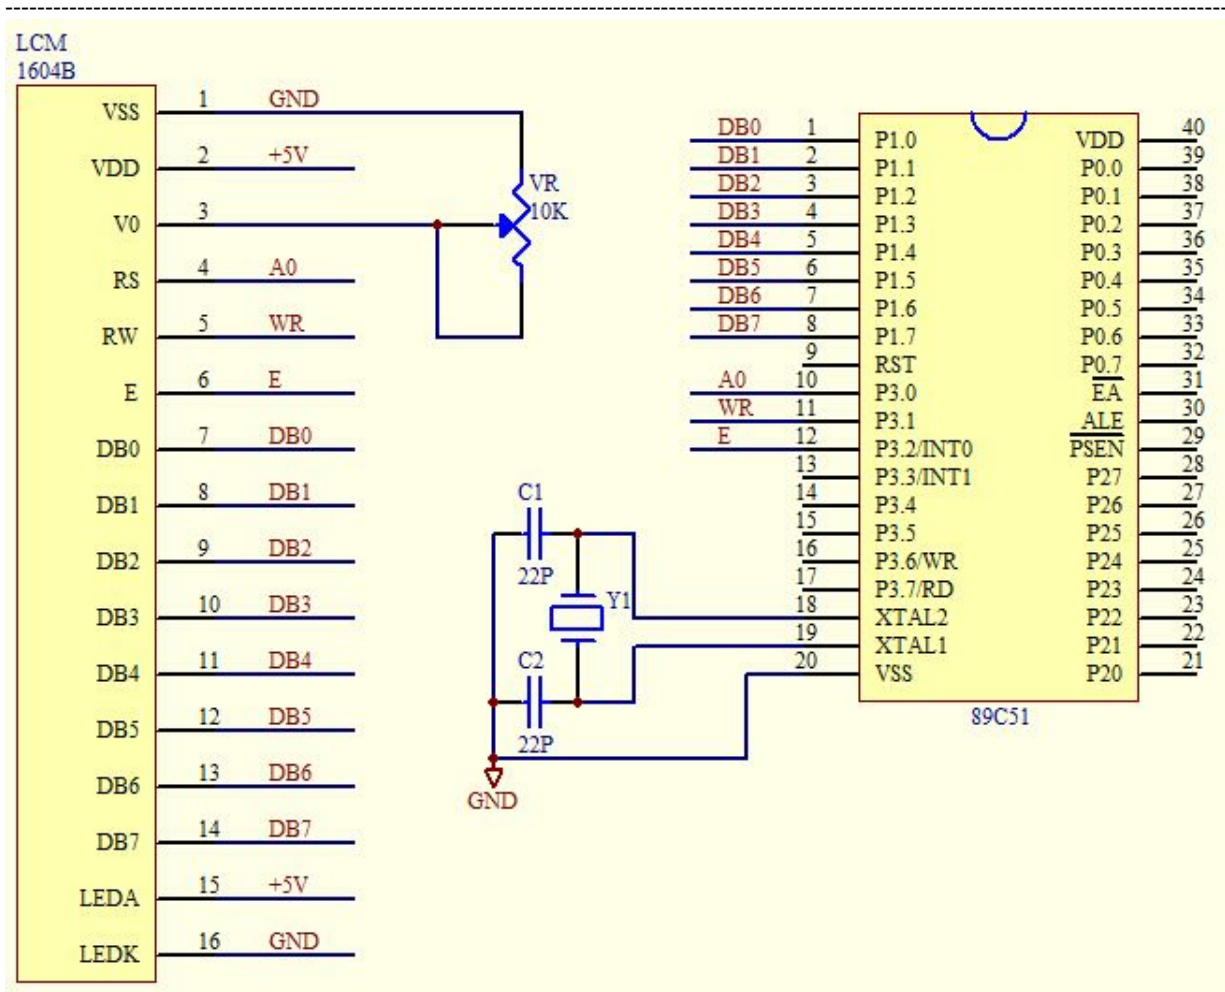 LCM
1604B
VSS 1 GND
VDD 2 +5V
V0 3
RS 4 A0
RW 5 WR
E 6 E
DB0 7 DB0
DB1 8 DB1
DB2 9 DB2
DB3 10 DB3
DB4 11 DB4
DB5 12 DB5
DB6 13 DB6
DB7 14 DB7
LEDA 15 +5V
LEDK 16 GND
VR
10K
C1
22P
Y1
C2
22P
GND
DB0 1 P1.0 VDD 40
DB1 2 P1.1 P0.0 39
DB2 3 P1.2 P0.1 38
DB3 4 P1.3 P0.2 37
DB4 5 P1.4 P0.3 36
DB5 6 P1.5 P0.4 35
DB6 7 P1.6 P0.5 34
DB7 8 P1.7 P0.6 33
9 RST P0.7 32
A0 10 P3.0 EA 31
WR 11 P3.1 ALE 30
E 12 P3.2/INT0 PSEN 29
13 P3.3/INT1 P27 28
14 P3.4 P26 27
15 P3.5 P25 26
16 P3.6/WR P24 25
17 P3.7/RD P23 24
18 XTAL2 P22 23
19 XTAL1 P21 22
20 VSS P20 21
89C51